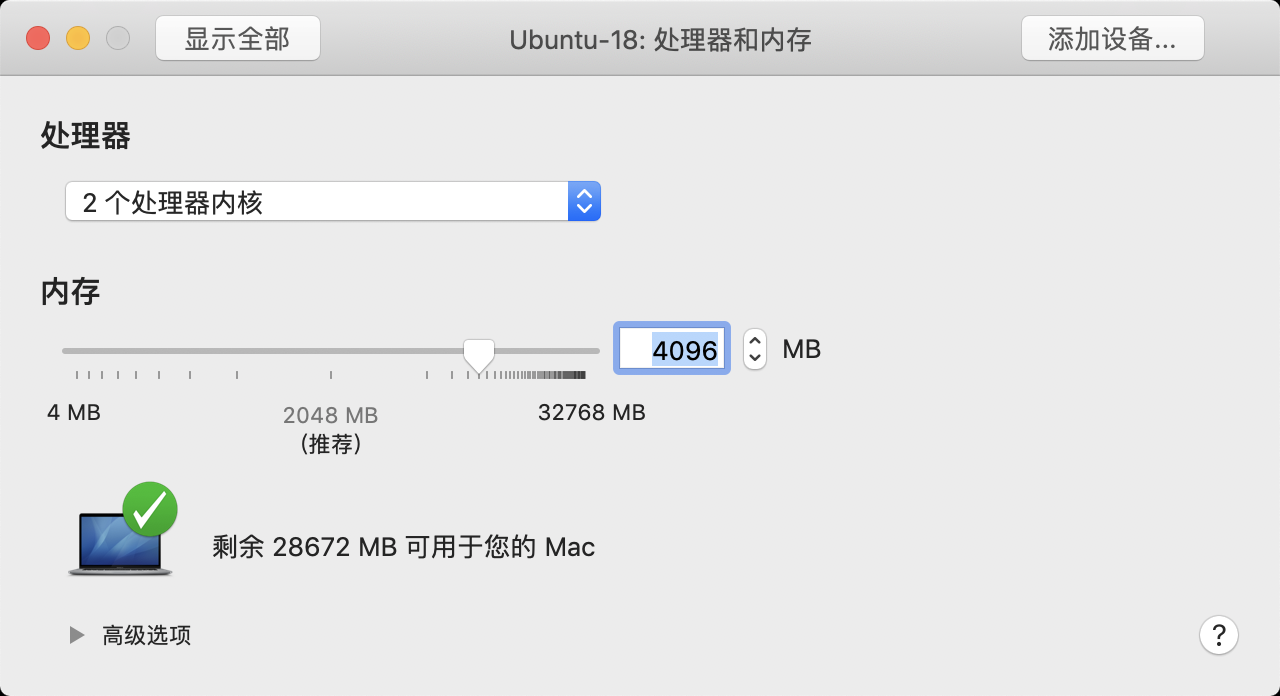 显示全部
Ubuntu-18: 处理器和内存
添加设备...
处理器
2 个处理器内核
内存
4096
MB
4 MB
2048 MB
32768 MB
(推荐)
剩余 28672 MB 可用于您的 Mac
高级选项
?